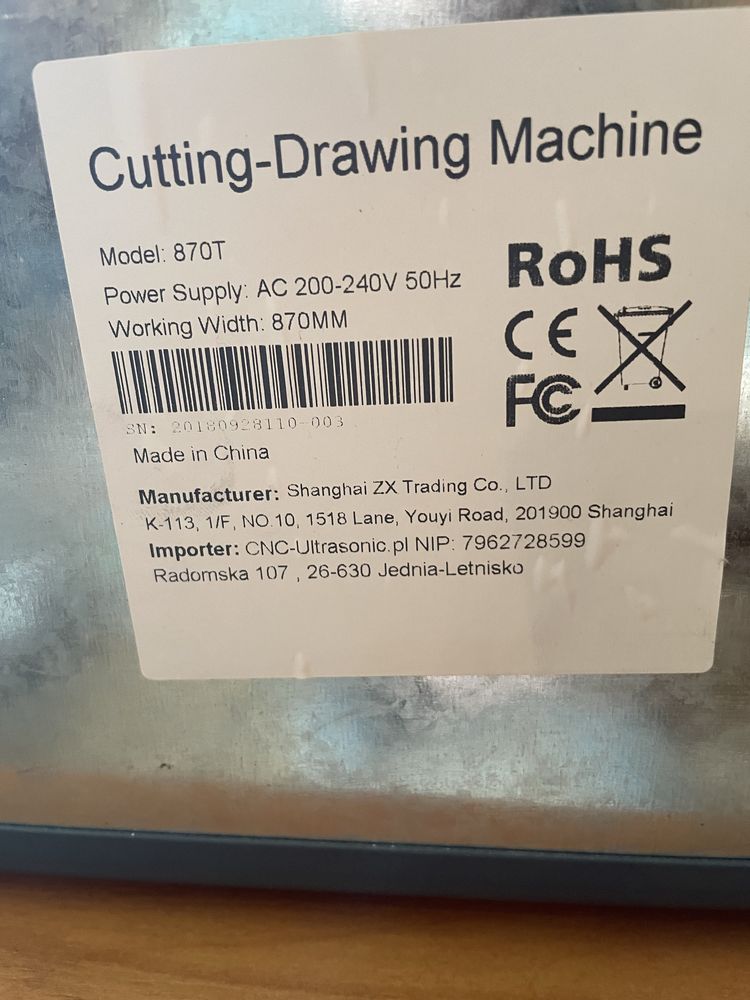 Cutting-Drawing Machine
Model: 870T
Power Supply: AC 200-240V 50Hz
Working Width: 870MM
RoHS
CE
FC
SN: 20180928110-003
Made in China
Manufacturer: Shanghai ZX Trading Co., LTD
K-113, 1/F, NO.10, 1518 Lane, Youyi Road, 201900 Shanghai
Importer: CNC-Ultrasonic.pl NIP: 7962728599
Radomska 107 , 26-630 Jednia-Letnisko